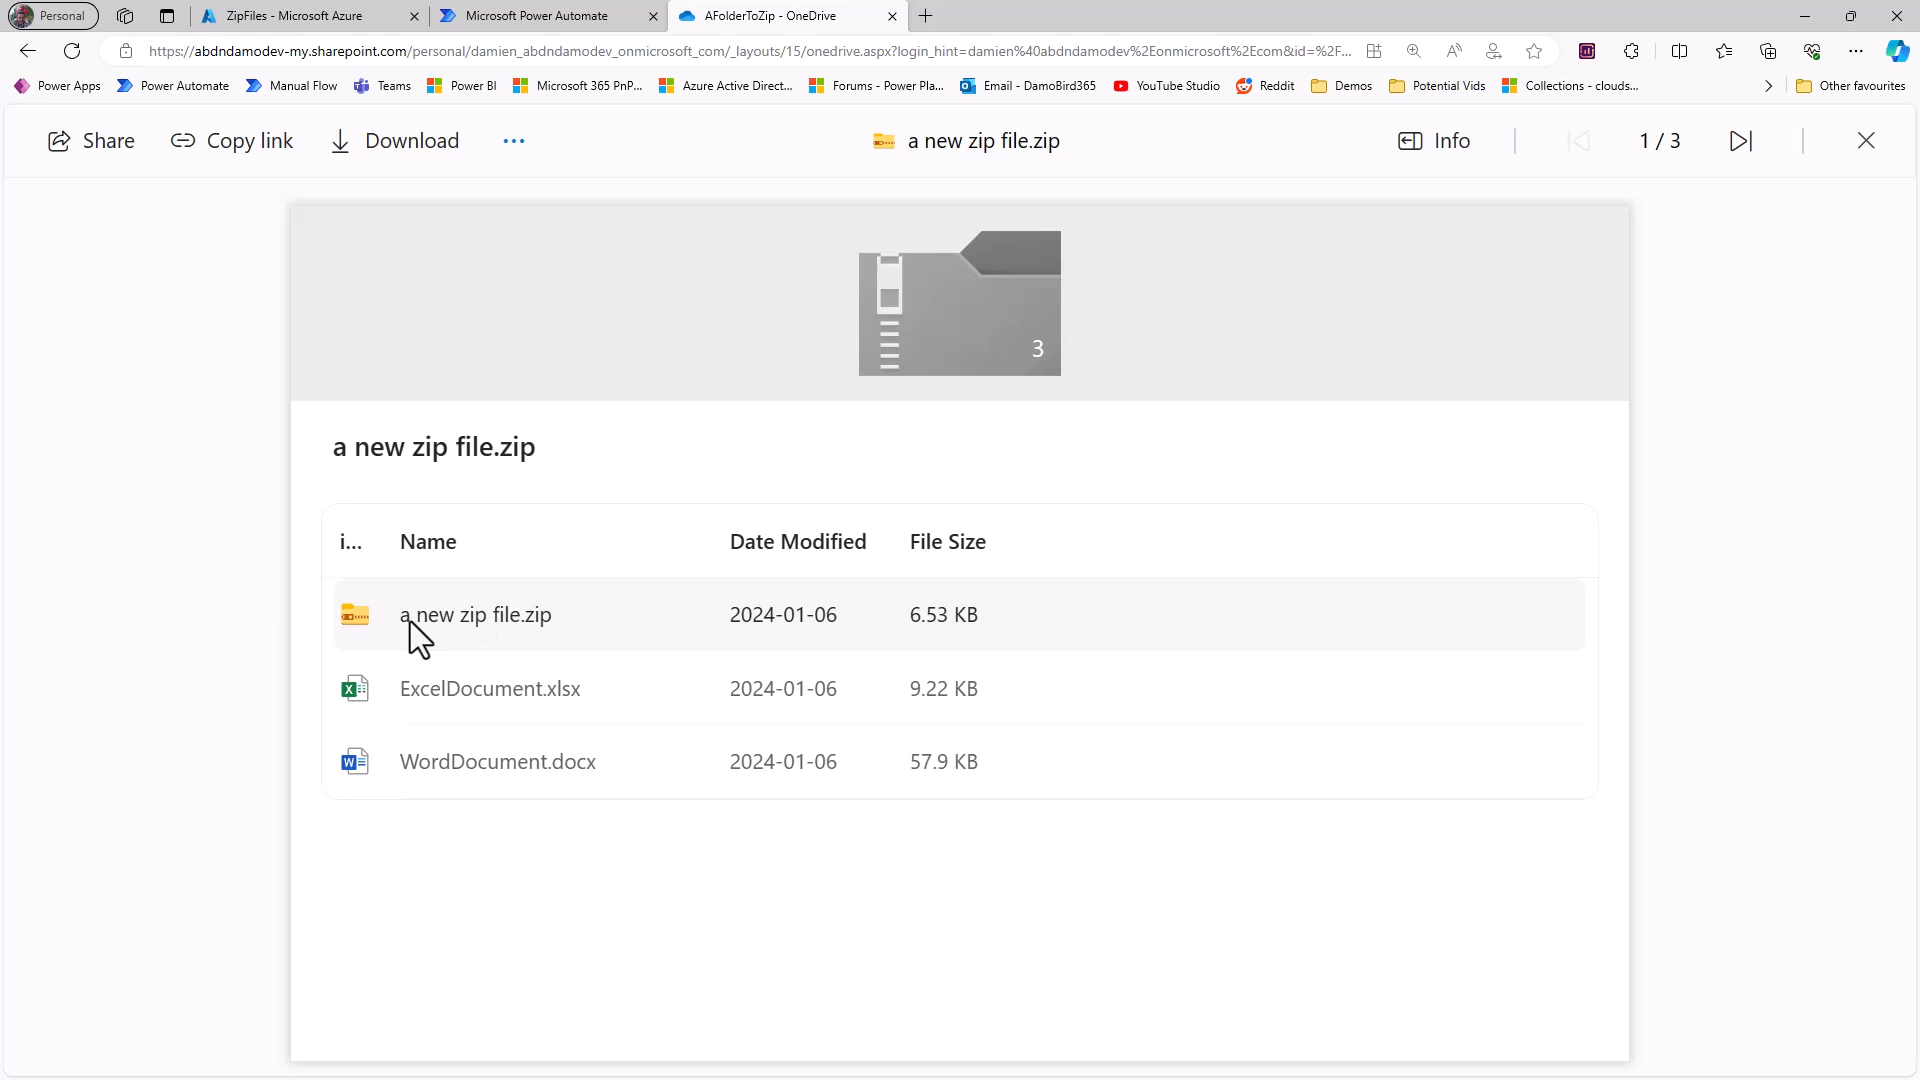 Personal
ZipFiles - Microsoft Azure
Microsoft Power Automate
AFolderToZip - OneDrive
https://abdndamodev-my.sharepoint.com/personal/damien_abdndamodev_onmicrosoft_com/_layouts/15/onedrive.aspx?login_hint=damien%40abdndamodev%2Eonmicrosoft%2Ecom&id=%2F...
Power Apps
Power Automate
Manual Flow
Teams
Power BI
Microsoft 365 PnP...
Azure Active Direct...
Forums - Power Pla...
Email - DamoBird365
YouTube Studio
Reddit
Demos
Potential Vids
Collections - clouds...
Other favourites
Share
Copy link
Download
a new zip file.zip
Info
1 / 3
3
a new zip file.zip
i... Name Date Modified File Size
a new zip file.zip 2024-01-06 6.53 KB
ExcelDocument.xlsx 2024-01-06 9.22 KB
WordDocument.docx 2024-01-06 57.9 KB